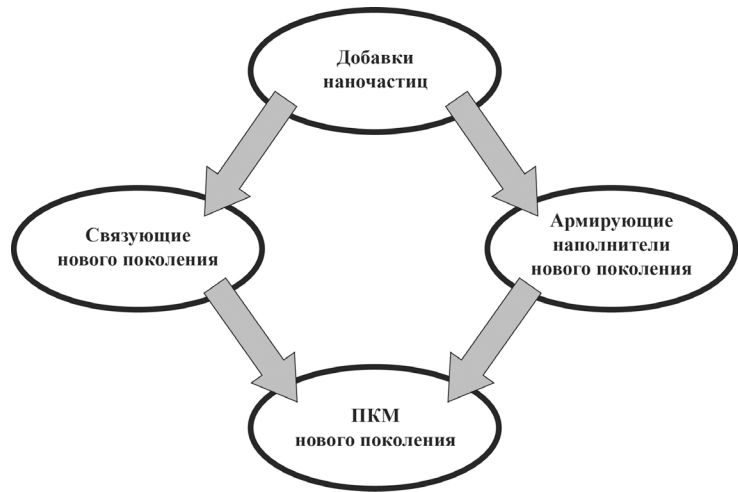 Добавки
наночастиц
Связующие
нового поколения
Армирующие
наполнители
нового поколения
ПКМ
нового поколения